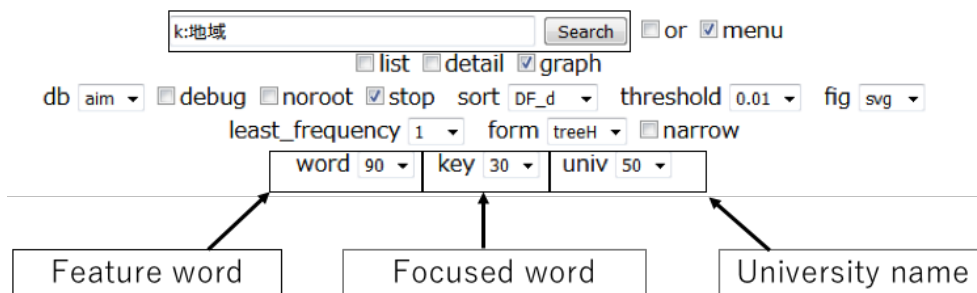 k:地域 Search or menu
list detail graph
db aim debug noroot stop sort DF_d threshold 0.01 fig svg
least_frequency 1 form treeH narrow
word 90 key 30 univ 50
Feature word Focused word University name